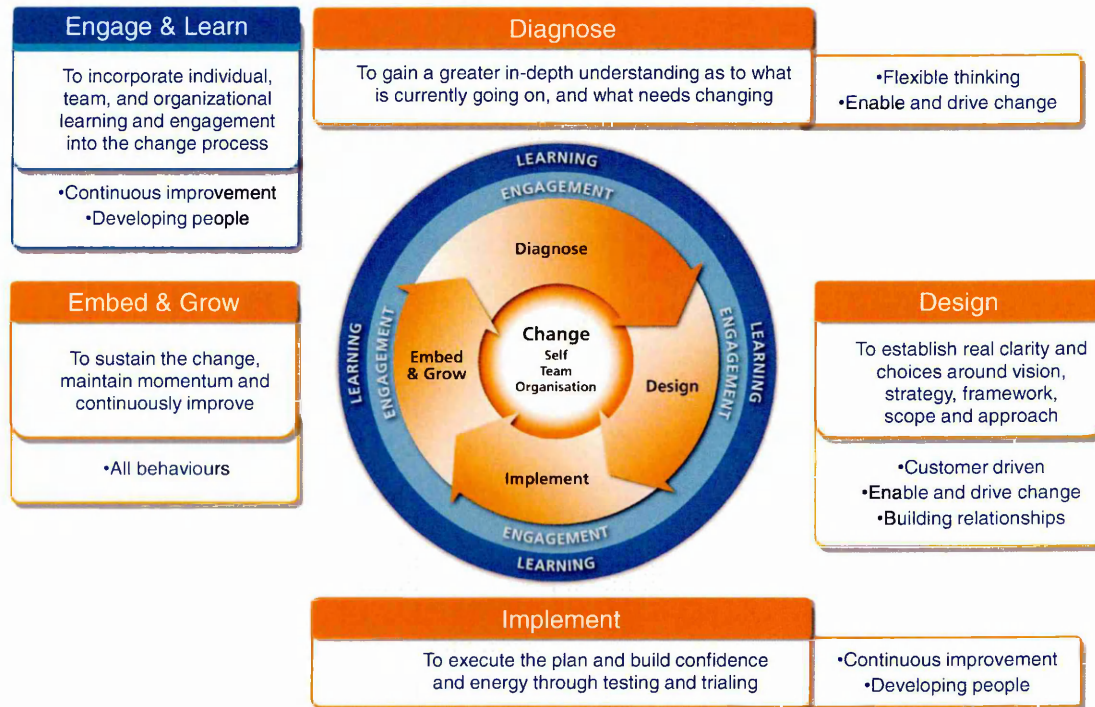 Engage & Learn
To incorporate individual,
team, and organizational
learning and engagement
into the change process
•Continuous improvement
•Developing people
Diagnose
To gain a greater in-depth understanding as to what
is currently going on, and what needs changing
•Flexible thinking
•Enable and drive change
LEARNING
ENGAGEMENT
Diagnose
LEARNING
ENGAGEMENT
Embed
& Grow
Change
Self
Team
Organisation
Design
ENGAGEMENT
LEARNING
Implement
ENGAGEMENT
LEARNING
Embed & Grow
To sustain the change,
maintain momentum and
continuously improve
•All behaviours
Design
To establish real clarity and
choices around vision,
strategy, framework,
scope and approach
•Customer driven
•Enable and drive change
•Building relationships
Implement
To execute the plan and build confidence
and energy through testing and trialing
•Continuous improvement
•Developing people